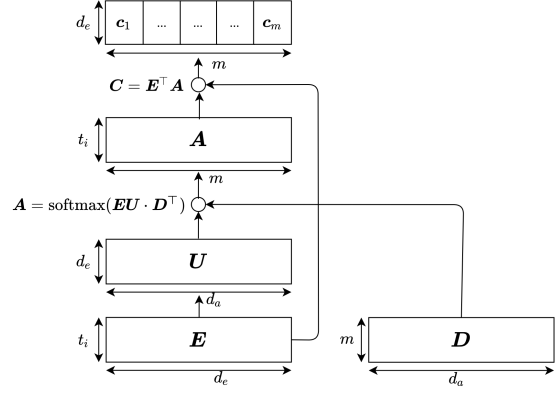 d_e c_1 ... ... ... c_m
m
C = E^⊤ A
t_i A
m
A = softmax(EU · D^⊤)
d_e U
d_a
t_i E m D
d_e d_a